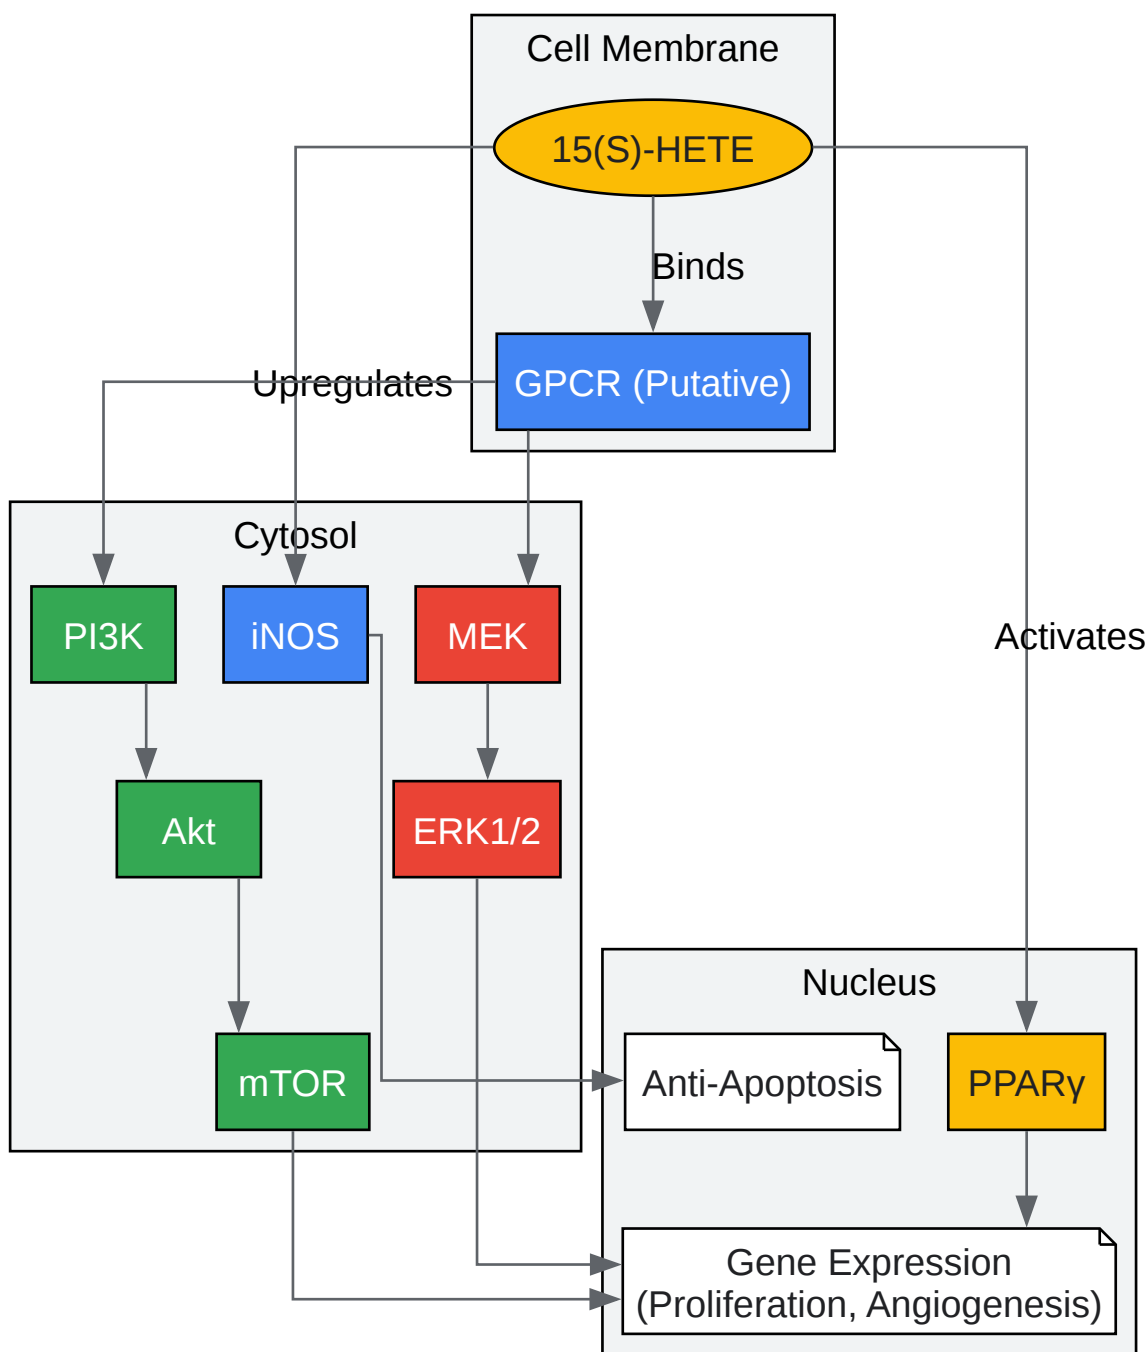 Cell Membrane
15(S)-HETE
Binds
Upregulates
GPCR (Putative)
Cytosol
PI3K
iNOS
MEK
Activates
Akt
ERK1/2
Nucleus
mTOR
Anti-Apoptosis
PPARγ
Gene Expression
(Proliferation, Angiogenesis)